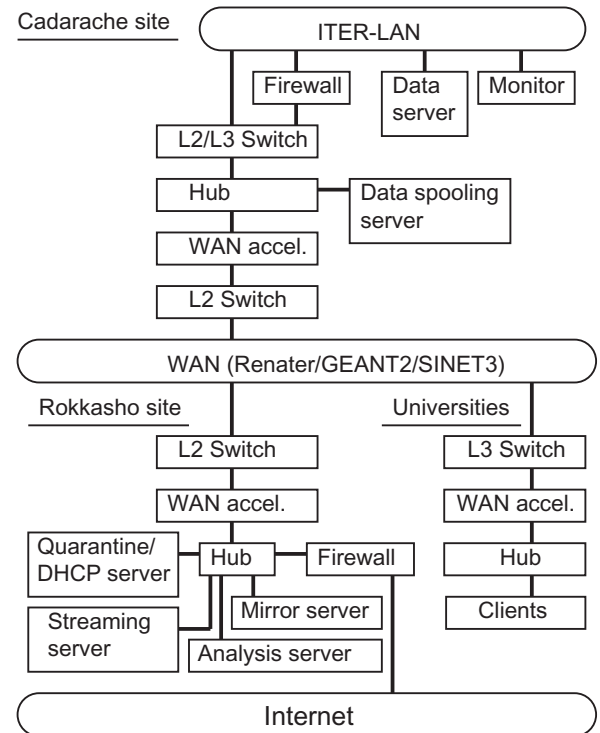 Cadarache site
ITER-LAN
Firewall
Data
server
Monitor
L2/L3 Switch
Hub
Data spooling
server
WAN accel.
L2 Switch
WAN (Renater/GEANT2/SINET3)
Rokkasho site
Universities
L2 Switch
L3 Switch
WAN accel.
WAN accel.
Quarantine/
DHCP server
Hub
Firewall
Hub
Streaming
server
Mirror server
Clients
Analysis server
Internet